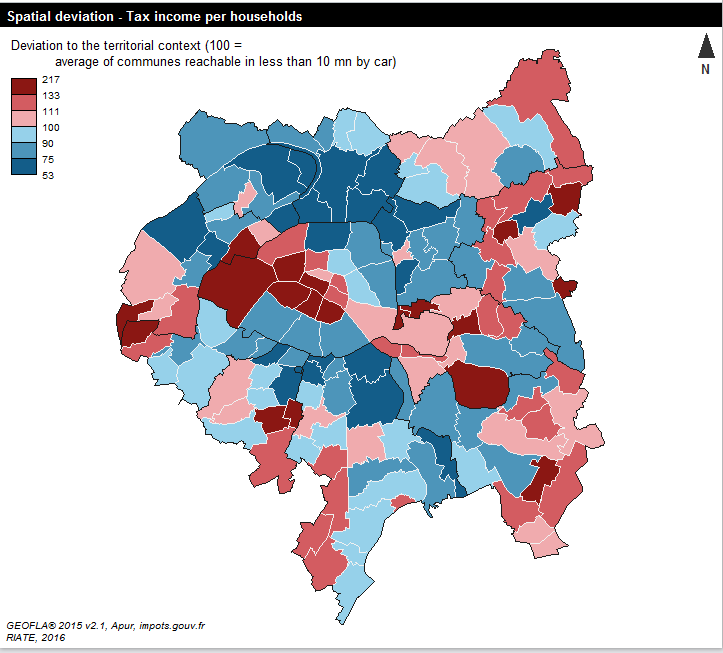 Spatial deviation - Tax income per households
Deviation to the territorial context (100 =
average of communes reachable in less than 10 mn by car)
217
133
111
100
90
75
53
N
GEOFLA® 2015 v2.1, Apur, impots.gouv.fr
RIATE, 2016